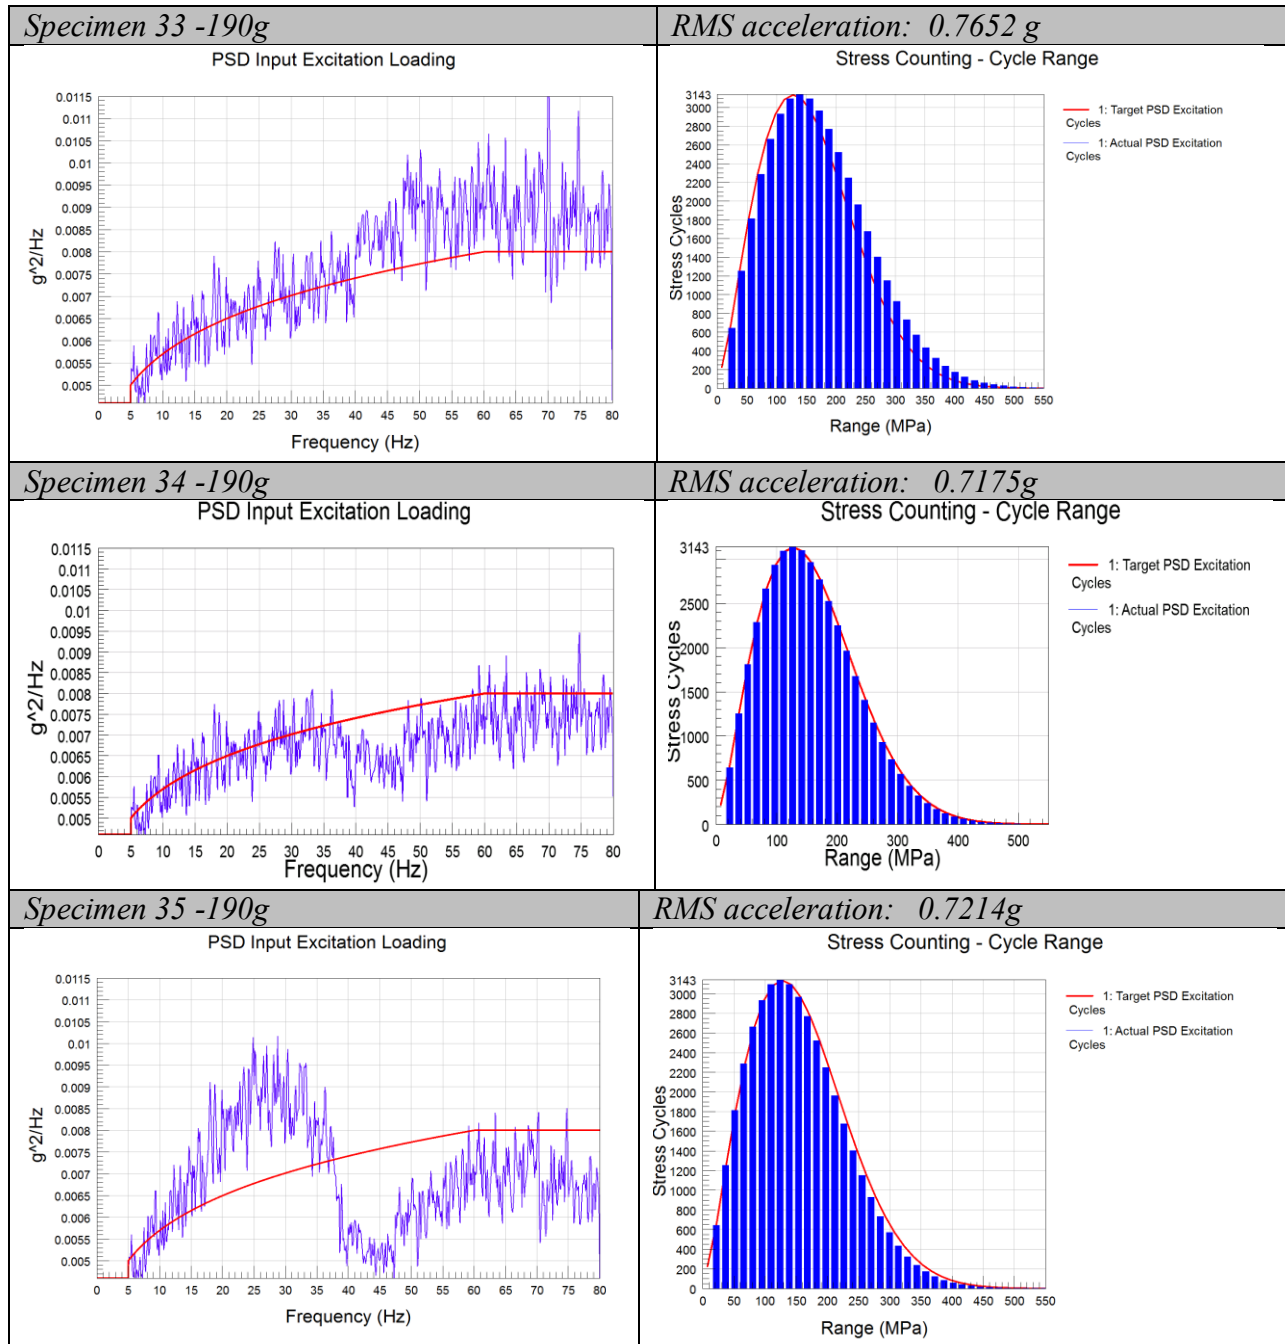 Specimen 33 -190g
RMS acceleration: 0.7652 g
PSD Input Excitation Loading
0.0115
0.011
0.0105
0.01
0.0095
0.009
0.0085
0.008
0.0075
0.007
0.0065
0.006
0.0055
0.005
g^2/Hz
0 5 10 15 20 25 30 35 40 45 50 55 60 65 70 75 80
Frequency (Hz)
Stress Counting - Cycle Range
3143
3000
2800
2600
2400
2200
2000
1800
1600
1400
1200
1000
800
600
400
200
0
Stress Cycles
0 50 100 150 200 250 300 350 400 450 500 550
Range (MPa)
1: Target PSD Excitation
Cycles
1: Actual PSD Excitation
Cycles
Specimen 34 -190g
RMS acceleration: 0.7175g
PSD Input Excitation Loading
0.0115
0.011
0.0105
0.01
0.0095
0.009
0.0085
0.008
0.0075
0.007
0.0065
0.006
0.0055
0.005
g^2/Hz
0 5 10 15 20 25 30 35 40 45 50 55 60 65 70 75 80
Frequency (Hz)
Stress Counting - Cycle Range
3143
2500
2000
1500
1000
500
0
Stress Cycles
0 100 200 300 400 500
Range (MPa)
1: Target PSD Excitation
Cycles
1: Actual PSD Excitation
Cycles
Specimen 35 -190g
RMS acceleration: 0.7214g
PSD Input Excitation Loading
0.0115
0.011
0.0105
0.01
0.0095
0.009
0.0085
0.008
0.0075
0.007
0.0065
0.006
0.0055
0.005
g^2/Hz
0 5 10 15 20 25 30 35 40 45 50 55 60 65 70 75 80
Frequency (Hz)
Stress Counting - Cycle Range
3143
3000
2800
2600
2400
2200
2000
1800
1600
1400
1200
1000
800
600
400
200
0
Stress Cycles
0 50 100 150 200 250 300 350 400 450 500 550
Range (MPa)
1: Target PSD Excitation
Cycles
1: Actual PSD Excitation
Cycles